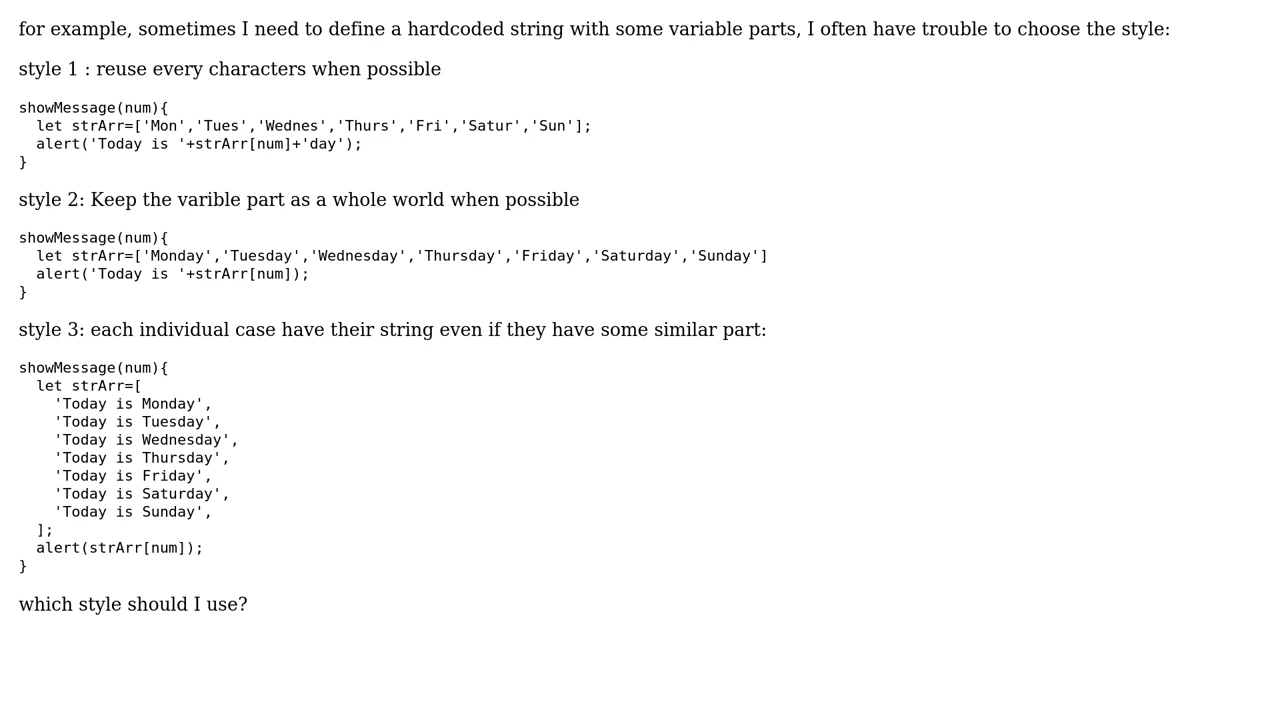 for example, sometimes I need to define a hardcoded string with some variable parts, I often have trouble to choose the style:
style 1 : reuse every characters when possible
showMessage(num){
  let strArr=['Mon','Tues','Wednes','Thurs','Fri','Satur','Sun'];
  alert('Today is '+strArr[num]+'day');
}
style 2: Keep the varible part as a whole world when possible
showMessage(num){
  let strArr=['Monday','Tuesday','Wednesday','Thursday','Friday','Saturday','Sunday']
  alert('Today is '+strArr[num]);
}
style 3: each individual case have their string even if they have some similar part:
showMessage(num){
  let strArr=[
    'Today is Monday',
    'Today is Tuesday',
    'Today is Wednesday',
    'Today is Thursday',
    'Today is Friday',
    'Today is Saturday',
    'Today is Sunday',
  ];
  alert(strArr[num]);
}
which style should I use?